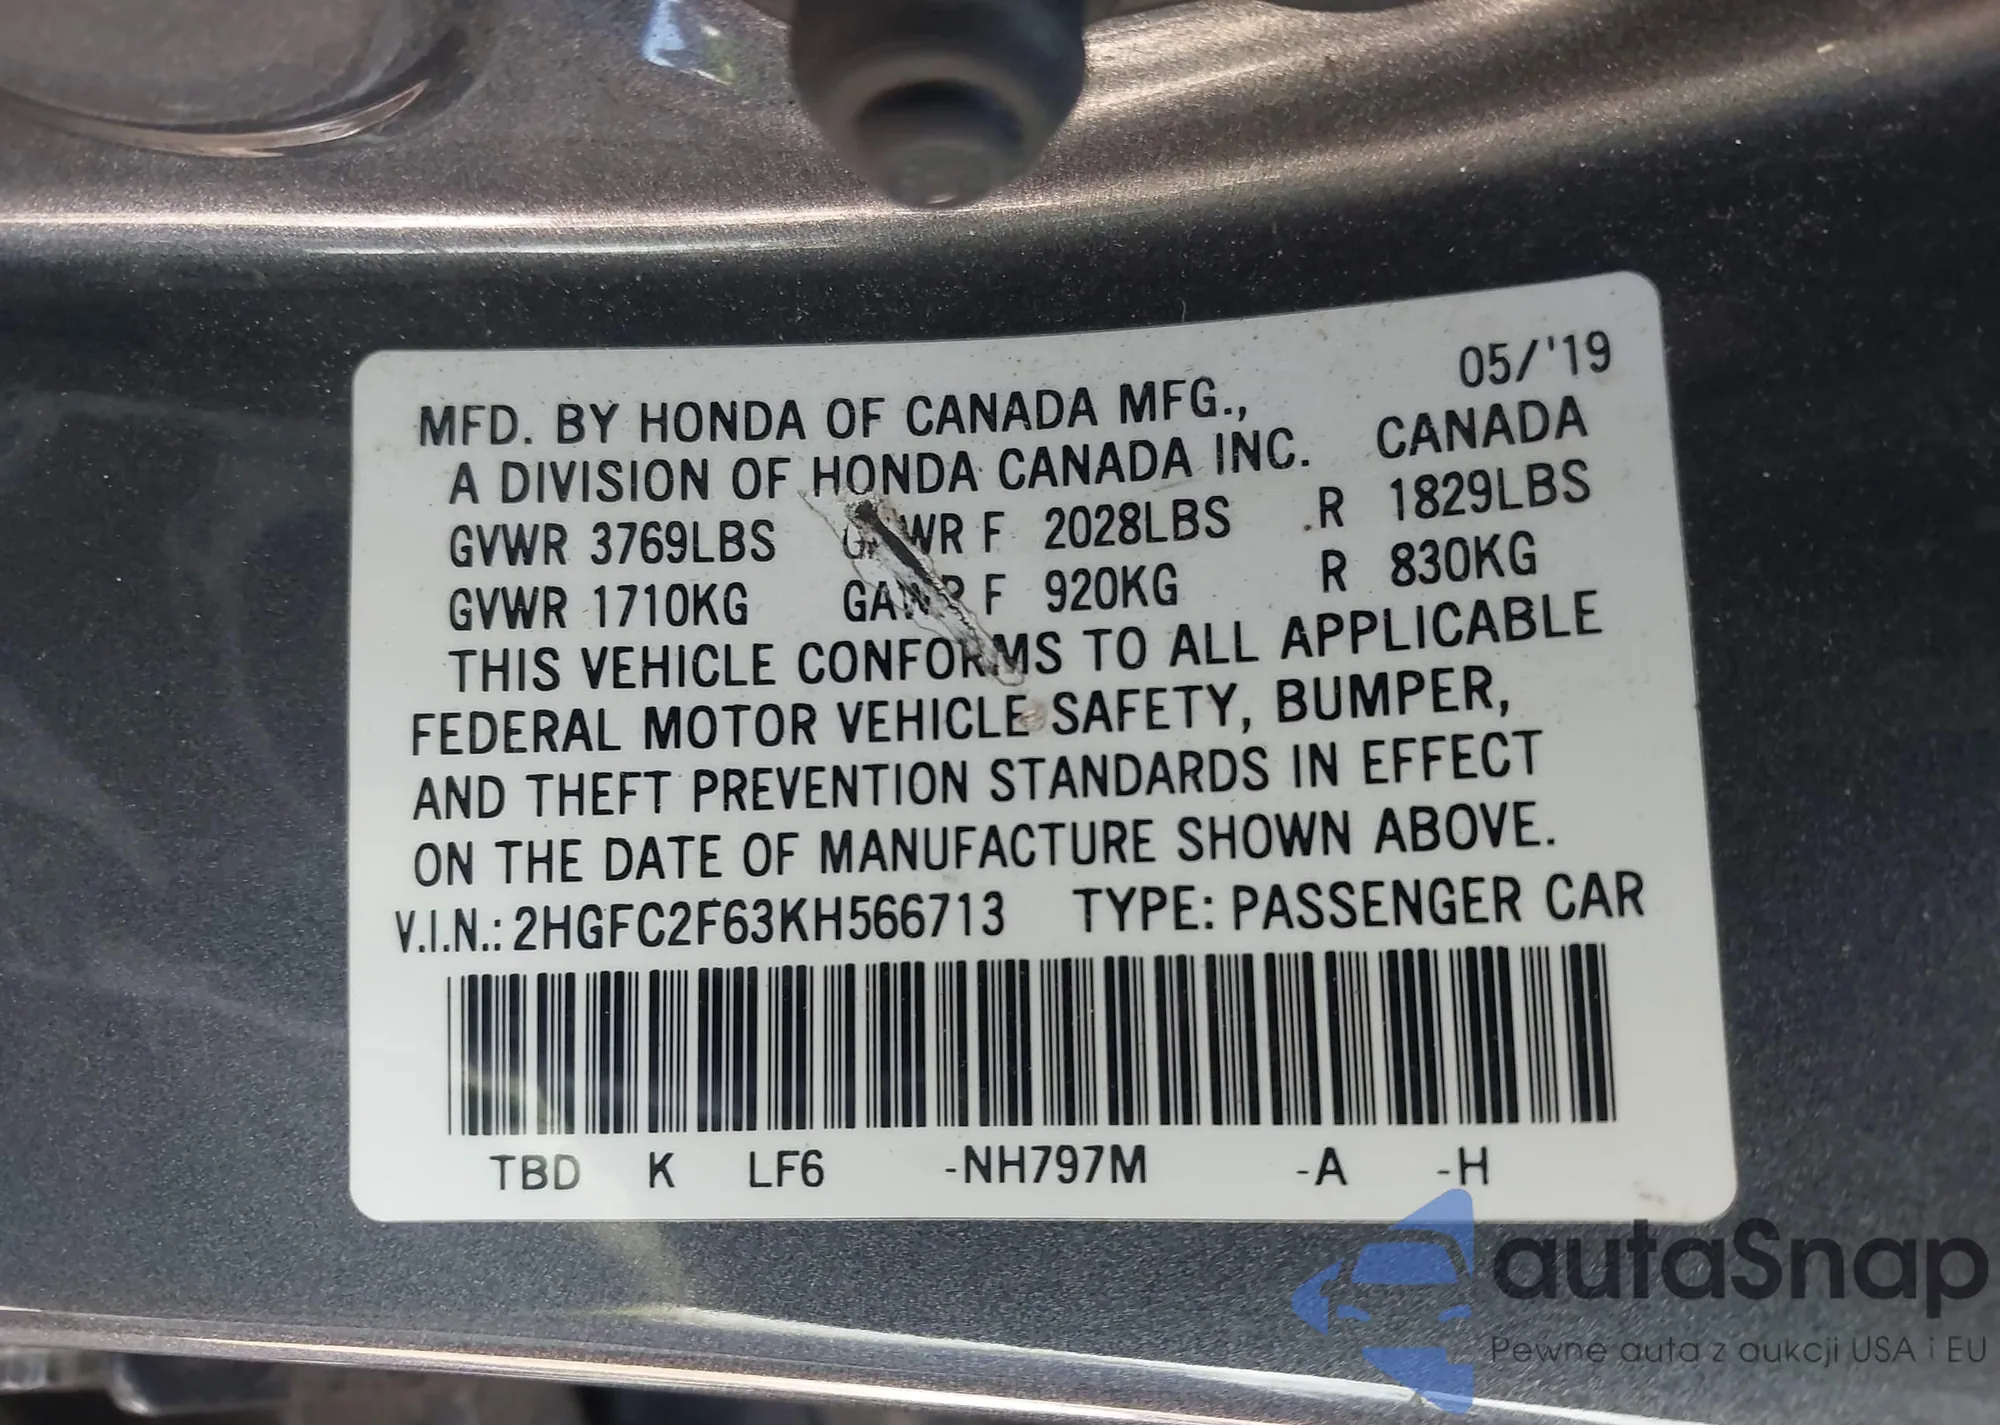 05/'19
MFD. BY HONDA OF CANADA MFG.,
A DIVISION OF HONDA CANADA INC. CANADA
GVWR 3769LBS GAWR F 2028LBS R 1829LBS
GVWR 1710KG GAWR F 920KG R 830KG
THIS VEHICLE CONFORMS TO ALL APPLICABLE
FEDERAL MOTOR VEHICLE SAFETY, BUMPER,
AND THEFT PREVENTION STANDARDS IN EFFECT
ON THE DATE OF MANUFACTURE SHOWN ABOVE.
V.I.N.: 2HGFC2F63KH566713 TYPE: PASSENGER CAR
TBD K LF6 -NH797M -A -H
autaSnap
Pewne auta z aukcji USA i EU